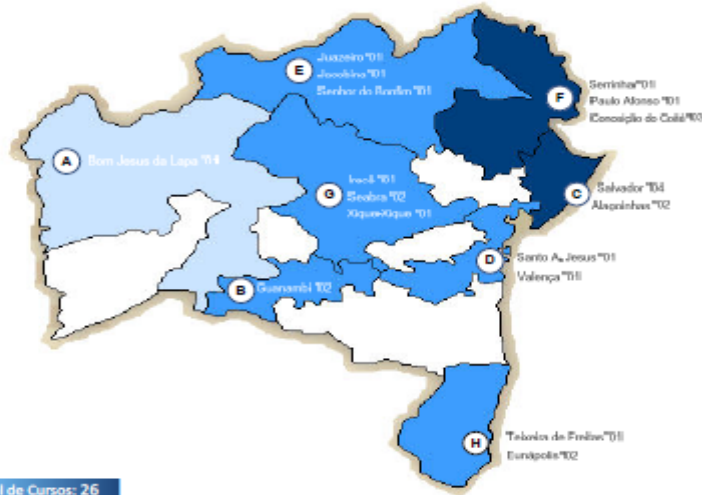 E
Juazeiro *01
Jacobina *01
Senhor do Bonfim *01
F
Serrinha *01
Paulo Afonso *01
Conceição do Coité *03
A
Bom Jesus da Lapa
G
Irecê *01
Seabra *02
Xique-Xique *01
C
Salvador *04
Alagoinhas *02
D
Santo A. Jesus *01
Valença *01
B
Guanambi *02
H
Teixeira de Freitas *01
Eunápolis *02
de Cursos: 26